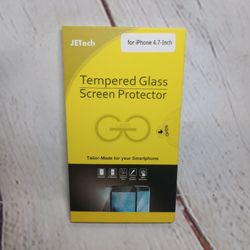 JETech
for iPhone 4.7-Inch
Tempered Glass
Screen Protector
Tailor-Made for your Smartphone